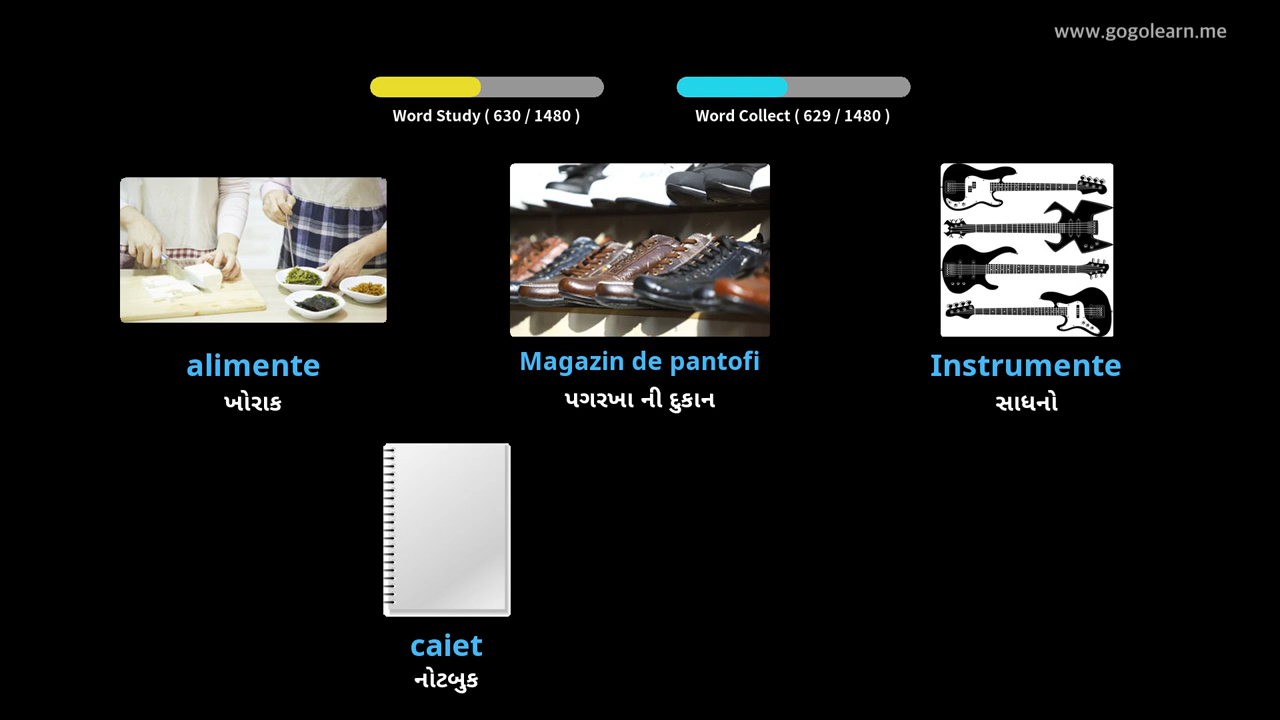 www.gogolearn.me
Word Study ( 630 / 1480 )
Word Collect ( 629 / 1480 )
alimente
ખોરાક
Magazin de pantofi
પગરખા ની દુકાન
Instrumente
સાધનો
caiet
નોટબુક